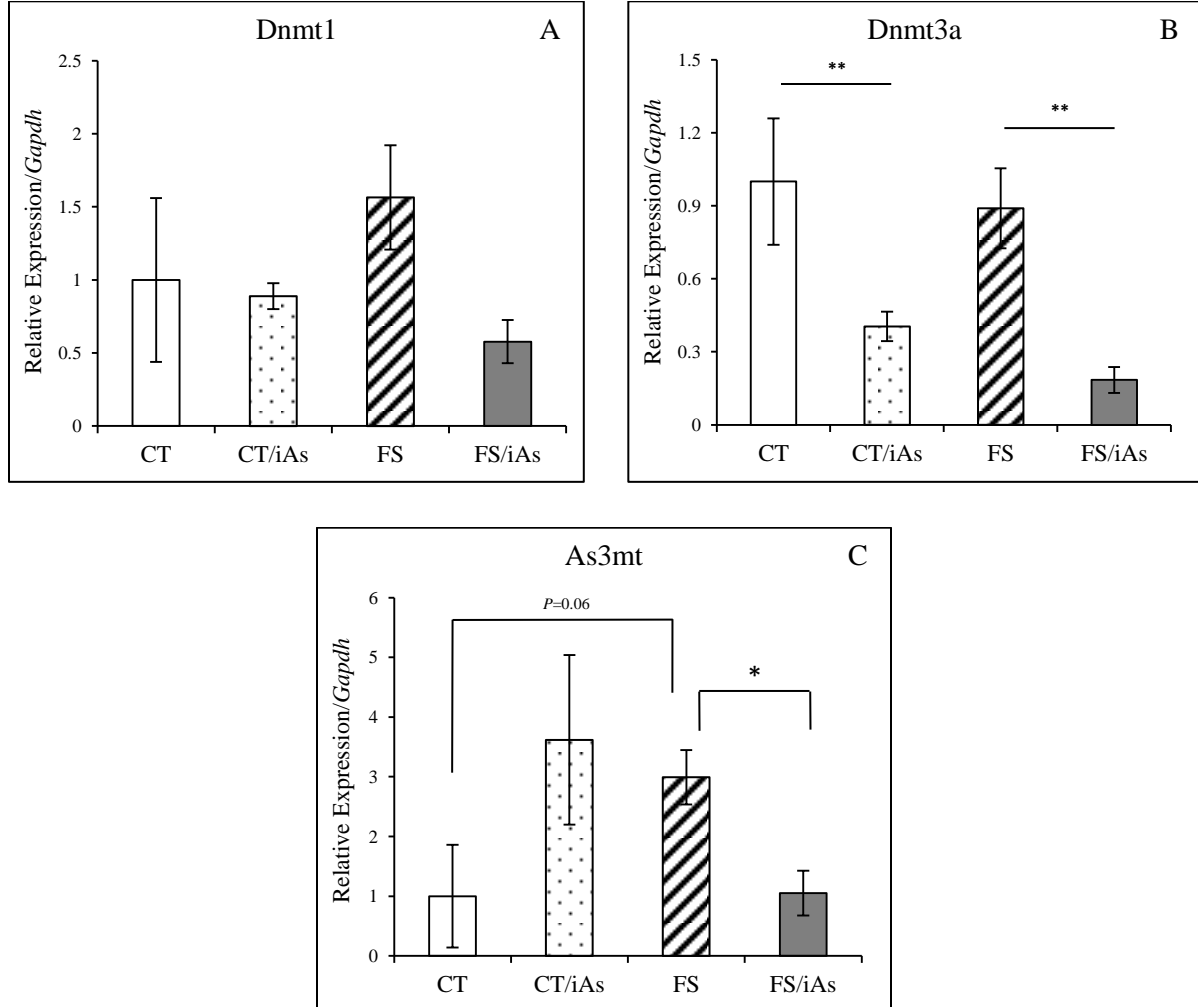 Dnmt1
A
Relative Expression/Gapdh
2.5
2
1.5
1
0.5
0
CT
CT/iAs
FS
FS/iAs
Dnmt3a
B
Relative Expression/Gapdh
1.5
1.2
0.9
0.6
0.3
0
**
**
CT
CT/iAs
FS
FS/iAs
As3mt
C
Relative Expression/Gapdh
6
5
4
3
2
1
0
P=0.06
*
CT
CT/iAs
FS
FS/iAs